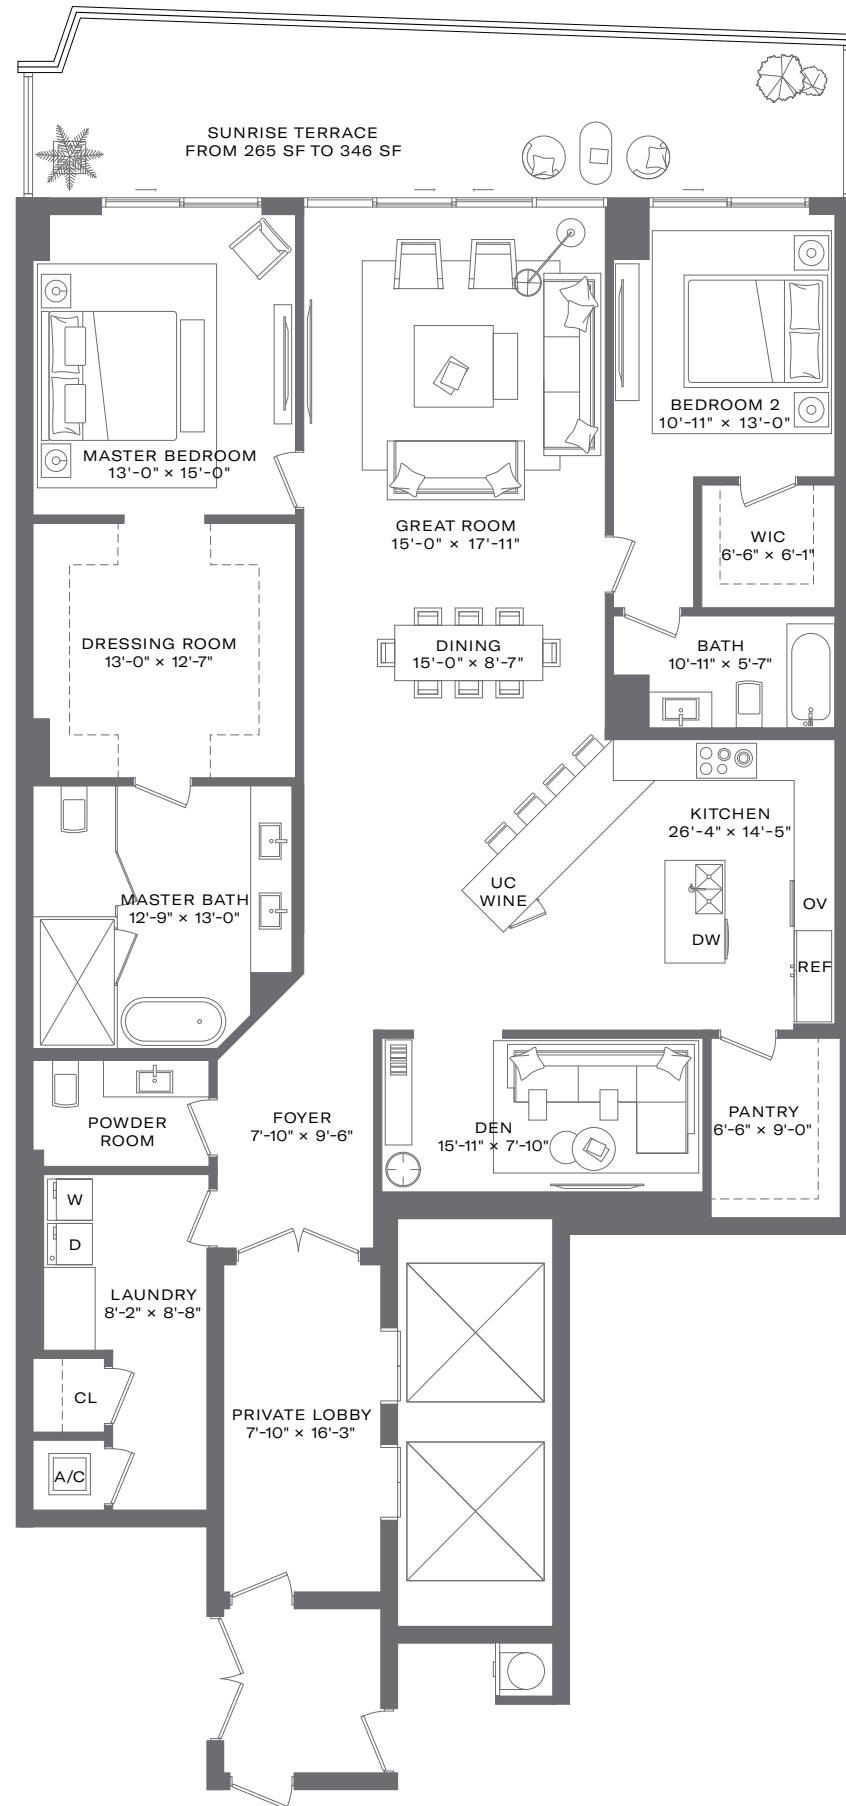 SUNRISE TERRACE
FROM 265 SF TO 346 SF
BEDROOM 2
10'-11" × 13'-0"
MASTER BEDROOM
13'-0" × 15'-0"
GREAT ROOM
15'-0" × 17'-11"
WIC
6'-6" × 6'-1"
DRESSING ROOM
13'-0" × 12'-7"
DINING
15'-0" × 8'-7"
BATH
10'-11" × 5'-7"
KITCHEN
26'-4" × 14'-5"
UC
WINE
MASTER BATH
12'-9" × 13'-0"
OV
DW
REF
POWDER
ROOM
FOYER
7'-10" × 9'-6"
DEN
15'-11" × 7'-10"
PANTRY
6'-6" × 9'-0"
W
D
LAUNDRY
8'-2" × 8'-8"
CL
PRIVATE LOBBY
7'-10" × 16'-3"
A/C